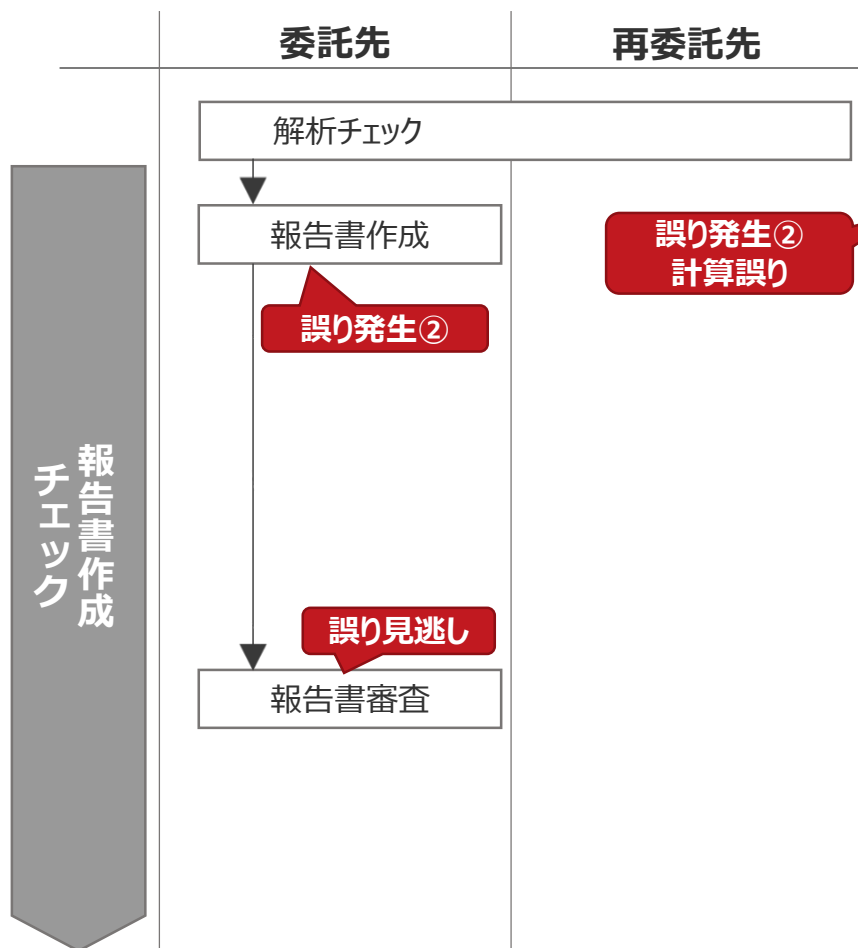 委託先
再委託先
解析チェック
報告書作成
誤り発生②
計算誤り
誤り発生②
報告書作成
チェック
誤り見逃し
報告書審査